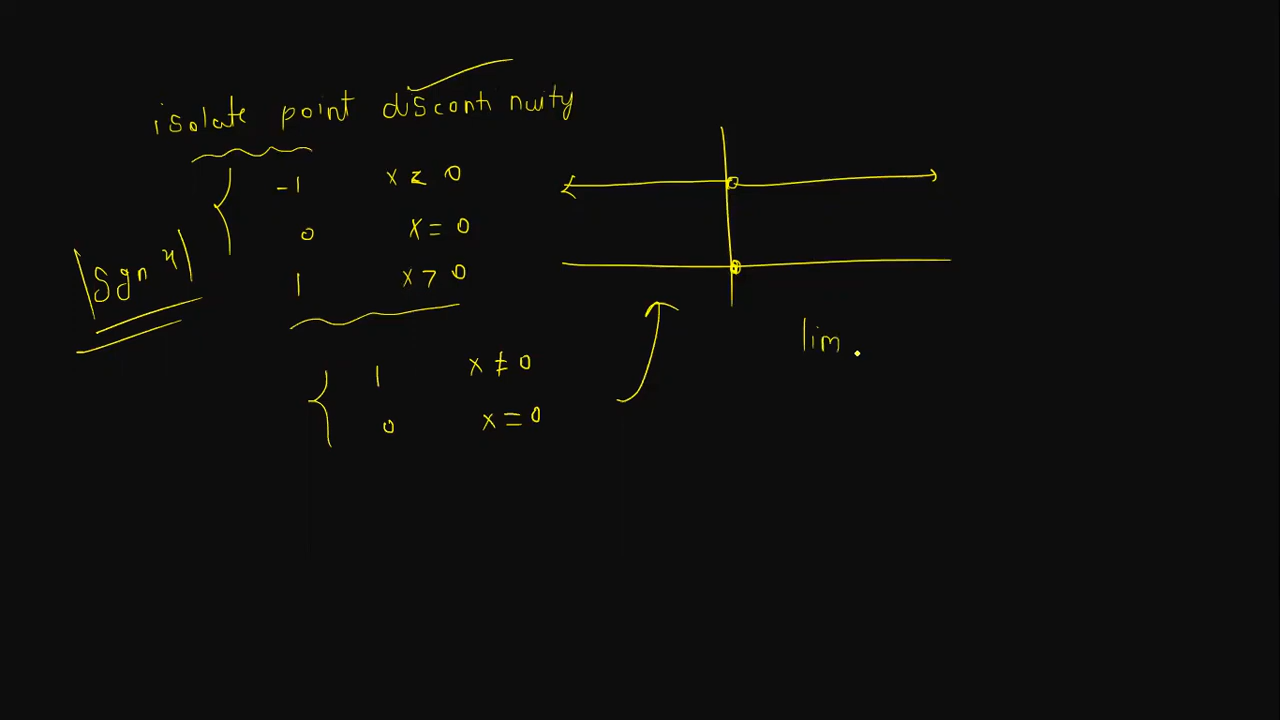 isolate point discontinuity
-1 x < 0
0 x = 0
|Sgn x|
1 x > 0
lim
1 x ≠ 0
0 x = 0